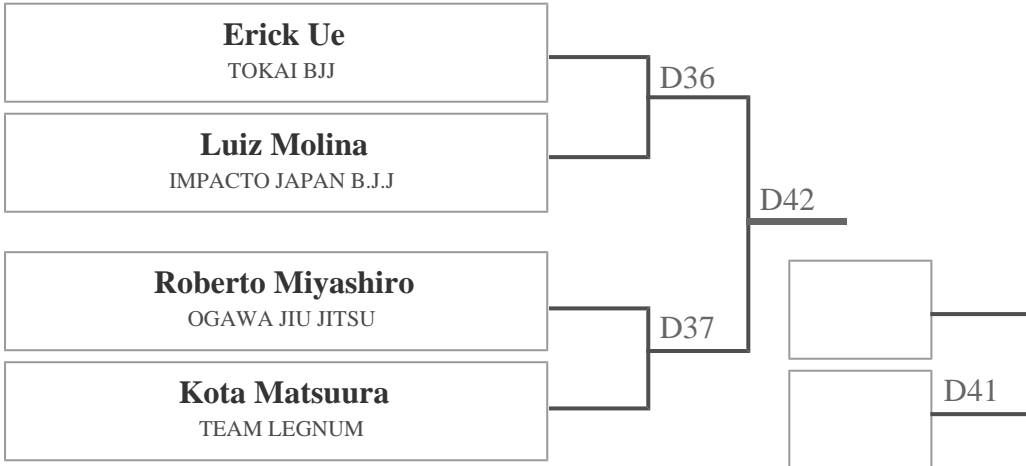 Erick Ue
TOKAI BJJ
D36
Luiz Molina
IMPACTO JAPAN B.J.J
D42
Roberto Miyashiro
OGAWA JIU JITSU
D37
Kota Matsuura
TEAM LEGNUM
D41